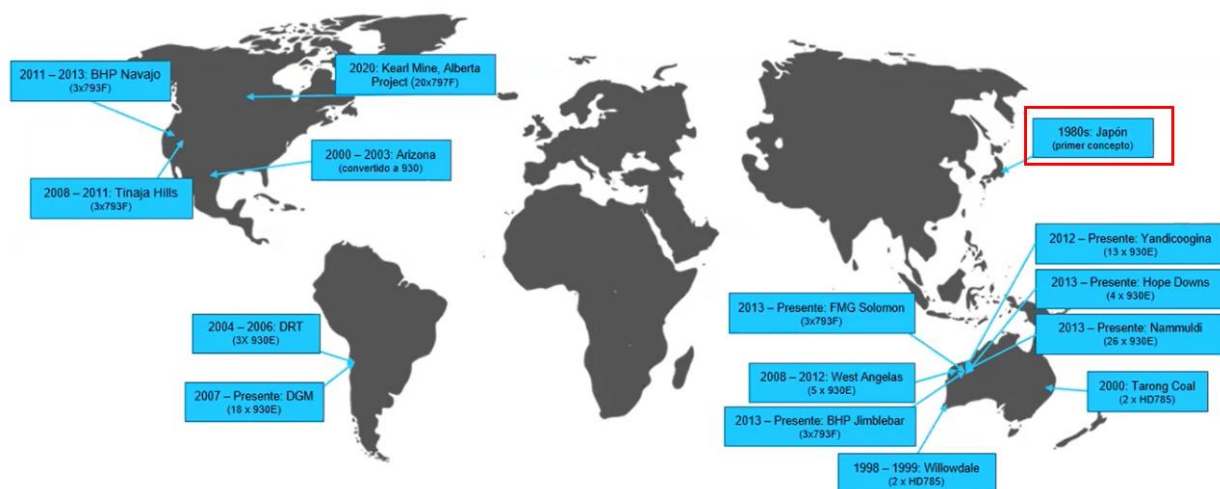 2011 – 2013: BHP Navajo
(3x793F)
2020: Kearl Mine, Alberta
Project (20x797F)
2000 – 2003: Arizona
(convertido a 930)
2008 – 2011: Tinaja Hills
(3x793F)
1980s: Japón
(primer concepto)
2012 – Presente: Yandicoogina
(13 x 930E)
2013 – Presente: Hope Downs
(4 x 930E)
2013 – Presente: FMG Solomon
(3x793F)
2013 – Presente: Nammuldi
(26 x 930E)
2004 – 2006: DRT
(3X 930E)
2008 – 2012: West Angelas
(5 x 930E)
2000: Tarong Coal
(2 x HD785)
2007 – Presente: DGM
(18 x 930E)
2013 – Presente: BHP Jimblebar
(3x793F)
1998 – 1999: Willowdale
(2 x HD785)